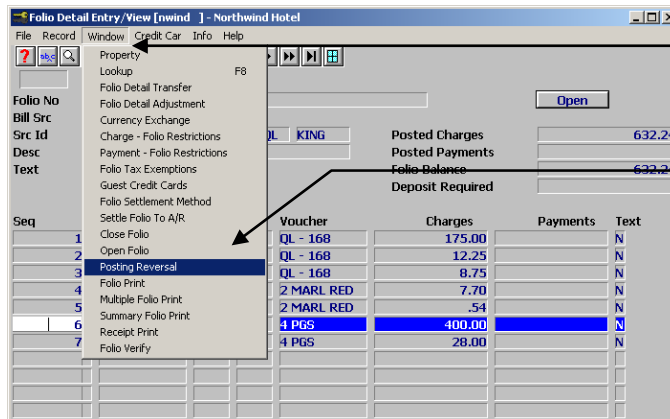 Folio Detail Entry/View [nwind ] - Northwind Hotel
File Record Window Credit Car Info Help
Property
Lookup F8
Folio Detail Transfer
Folio No Open
Folio Detail Adjustment
Bill Src
Currency Exchange
Src Id QL KING Posted Charges 632.24
Charge - Folio Restrictions
Desc Posted Payments
Payment - Folio Restrictions
Text Folio Balance 632.24
Folio Tax Exemptions
Deposit Required
Guest Credit Cards
Folio Settlement Method
Settle Folio To A/R
Seq Voucher Charges Payments Text
Close Folio
1 QL - 168 175.00 N
Open Folio
2 QL - 168 12.25 N
Posting Reversal
3 QL - 168 8.75 N
Folio Print
4 2 MARL RED 7.70 N
Multiple Folio Print
5 2 MARL RED .54 N
Summary Folio Print
6 4 PGS 400.00 N
Receipt Print
7 4 PGS 28.00 N
Folio Verify